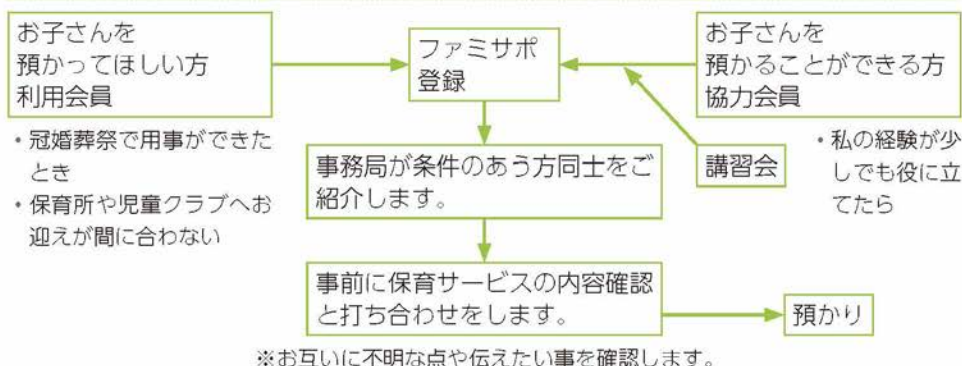 お子さんを
預かってほしい方
利用会員
ファミサポ
登録
お子さんを
預かることができる方
協力会員
・冠婚葬祭で用事ができた
とき
・保育所や児童クラブへお
迎えが間に合わない
事務局が条件のあう方同士をご
紹介します。
講習会
・私の経験が少
しでも役に立
てたら
事前に保育サービスの内容確認
と打ち合わせをします。
預かり
※お互いに不明な点や伝えたい事を確認します。